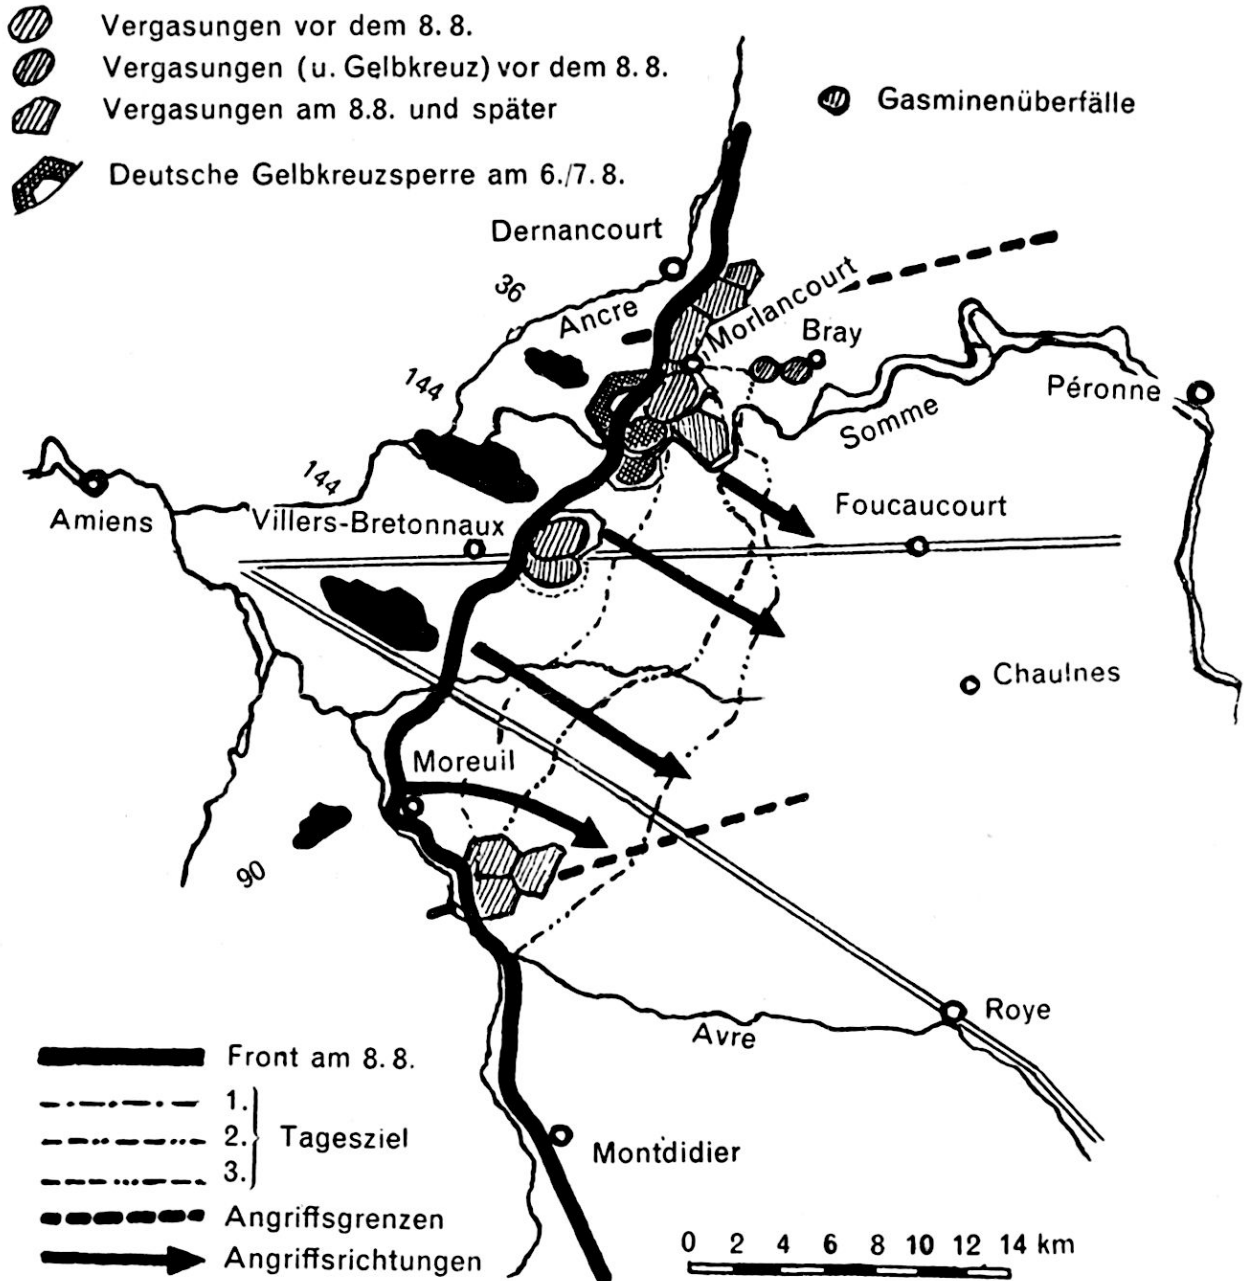 Vergasungen vor dem 8.8.
Vergasungen (u. Gelbkreuz) vor dem 8.8.
Vergasungen am 8.8. und später
Gasminenüberfälle
Deutsche Gelbkreuzsperre am 6./7.8.
Dernancourt
36
Ancre
Morlancourt
Bray
144
Péronne
Somme
144
Amiens
Villers-Bretonnaux
Foucaucourt
Chaulnes
Moreuil
90
Roye
Avre
Front am 8.8.
1.
2. Tagesziel
3.
Montdidier
Angriffsgrenzen
Angriffsrichtungen
0 2 4 6 8 10 12 14 km